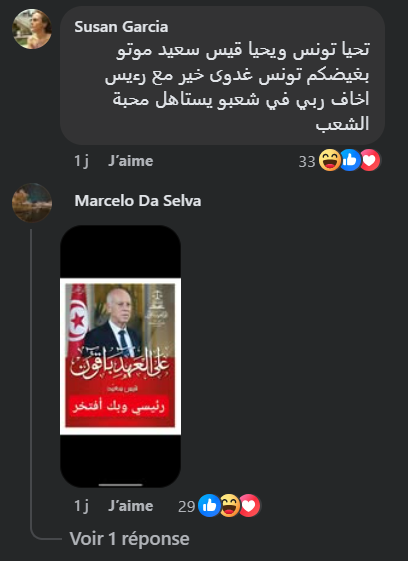 Susan Garcia
تحيا تونس ويحيا قيس سعيد موتو
بغيضكم تونس غدوى خير مع رءيس
اخاف ربي في شعبو يستاهل محبة
الشعب
1 j J'aime 33
Marcelo Da Selva
على العهد باقون
قيس سعيد
رئيسي وبك أفتخر
1 j J'aime 29
Voir 1 réponse